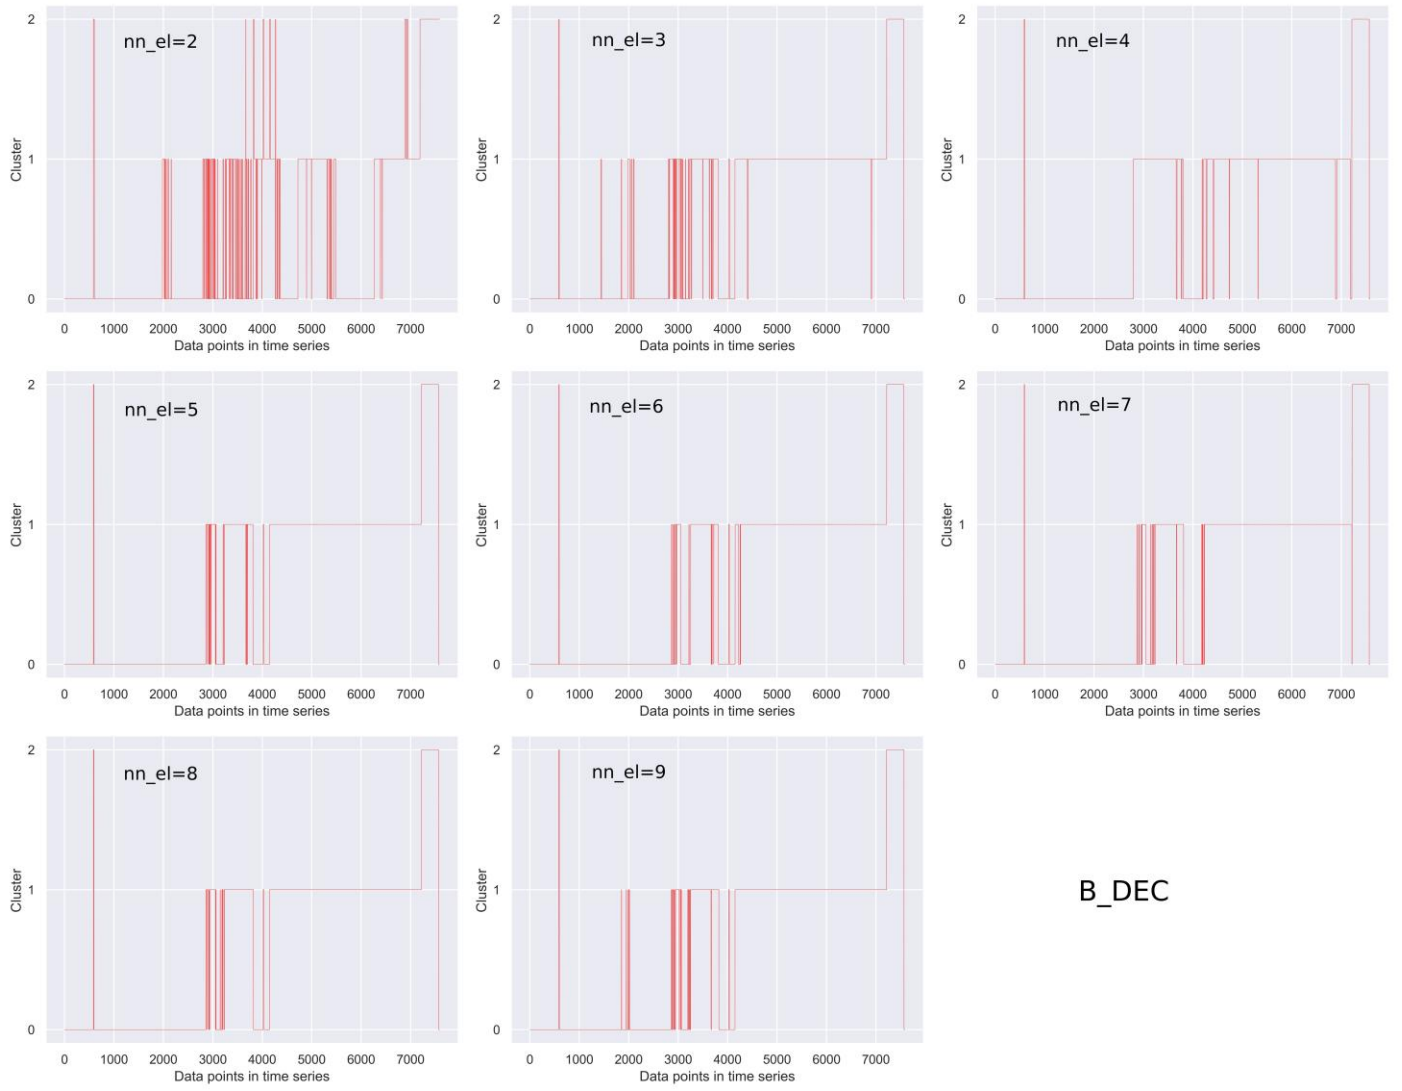 2
1
0
Cluster
nn_el=2
0 1000 2000 3000 4000 5000 6000 7000
Data points in time series
2
1
0
Cluster
nn_el=3
0 1000 2000 3000 4000 5000 6000 7000
Data points in time series
2
1
0
Cluster
nn_el=4
0 1000 2000 3000 4000 5000 6000 7000
Data points in time series
2
1
0
Cluster
nn_el=5
0 1000 2000 3000 4000 5000 6000 7000
Data points in time series
2
1
0
Cluster
nn_el=6
0 1000 2000 3000 4000 5000 6000 7000
Data points in time series
2
1
0
Cluster
nn_el=7
0 1000 2000 3000 4000 5000 6000 7000
Data points in time series
2
1
0
Cluster
nn_el=8
0 1000 2000 3000 4000 5000 6000 7000
Data points in time series
2
1
0
Cluster
nn_el=9
0 1000 2000 3000 4000 5000 6000 7000
Data points in time series
B_DEC